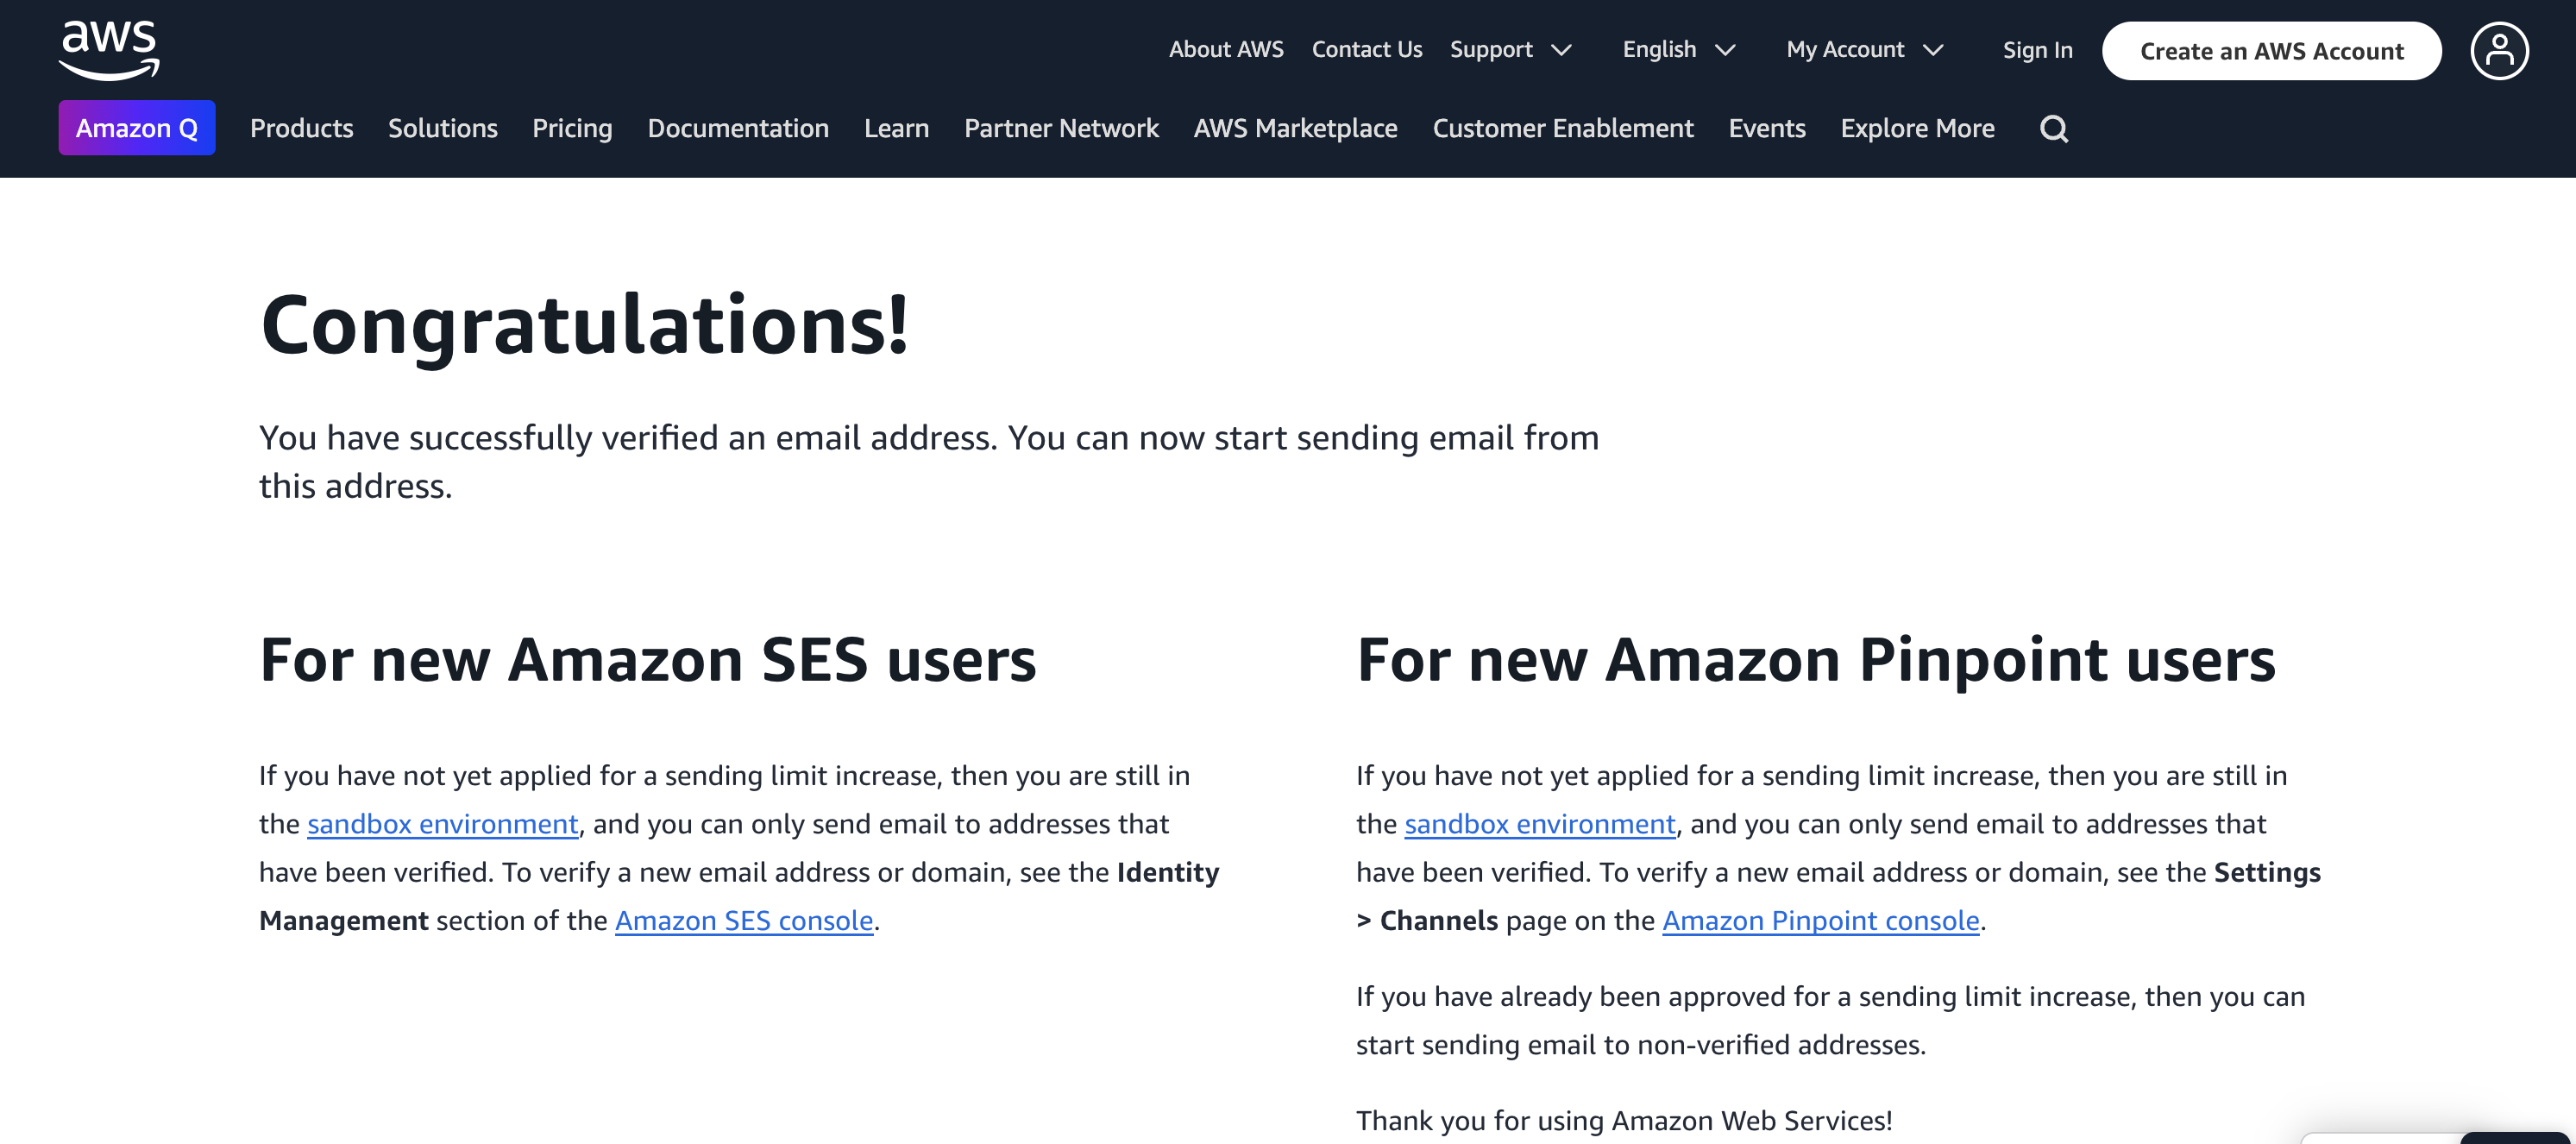 aws
About AWS Contact Us Support English My Account Sign In Create an AWS Account
Amazon Q Products Solutions Pricing Documentation Learn Partner Network AWS Marketplace Customer Enablement Events Explore More
Congratulations!
You have successfully verified an email address. You can now start sending email from
this address.
For new Amazon SES users
If you have not yet applied for a sending limit increase, then you are still in
the sandbox environment, and you can only send email to addresses that
have been verified. To verify a new email address or domain, see the Identity
Management section of the Amazon SES console.
For new Amazon Pinpoint users
If you have not yet applied for a sending limit increase, then you are still in
the sandbox environment, and you can only send email to addresses that
have been verified. To verify a new email address or domain, see the Settings
> Channels page on the Amazon Pinpoint console.
If you have already been approved for a sending limit increase, then you can
start sending email to non-verified addresses.
Thank you for using Amazon Web Services!